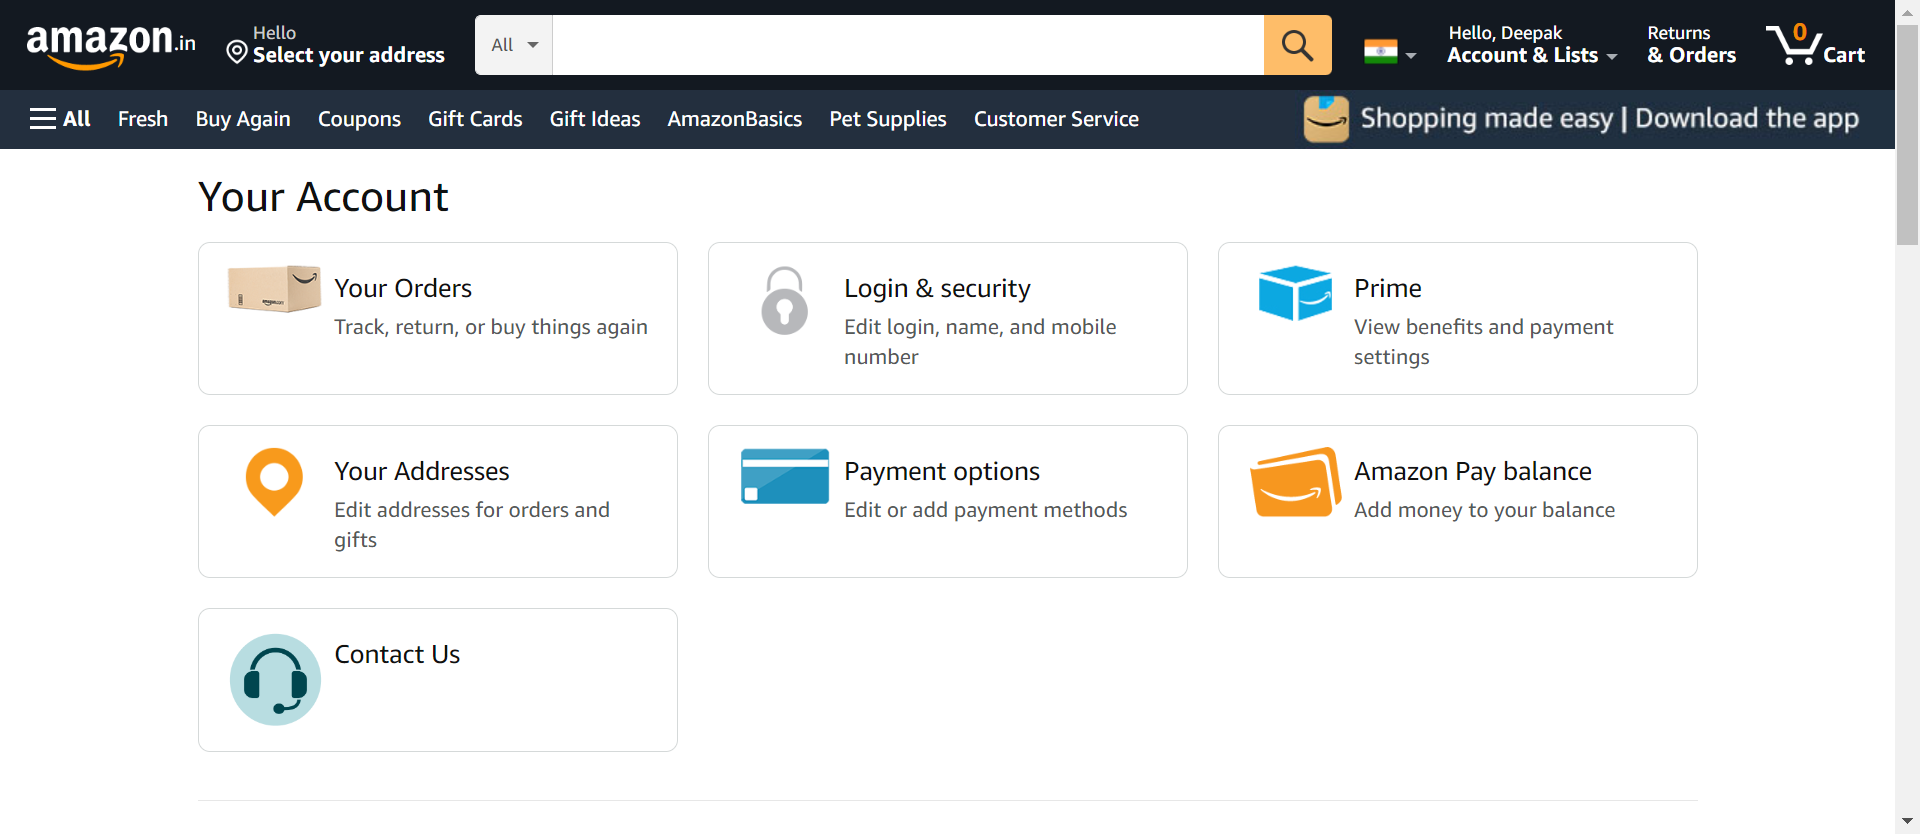 amazon.in
Hello
Select your address
All
Hello, Deepak
Account & Lists
Returns
& Orders
0
Cart
All
Fresh
Buy Again
Coupons
Gift Cards
Gift Ideas
AmazonBasics
Pet Supplies
Customer Service
Shopping made easy | Download the app
Your Account
Your Orders
Track, return, or buy things again
Login & security
Edit login, name, and mobile
number
Prime
View benefits and payment
settings
Your Addresses
Edit addresses for orders and
gifts
Payment options
Edit or add payment methods
Amazon Pay balance
Add money to your balance
Contact Us